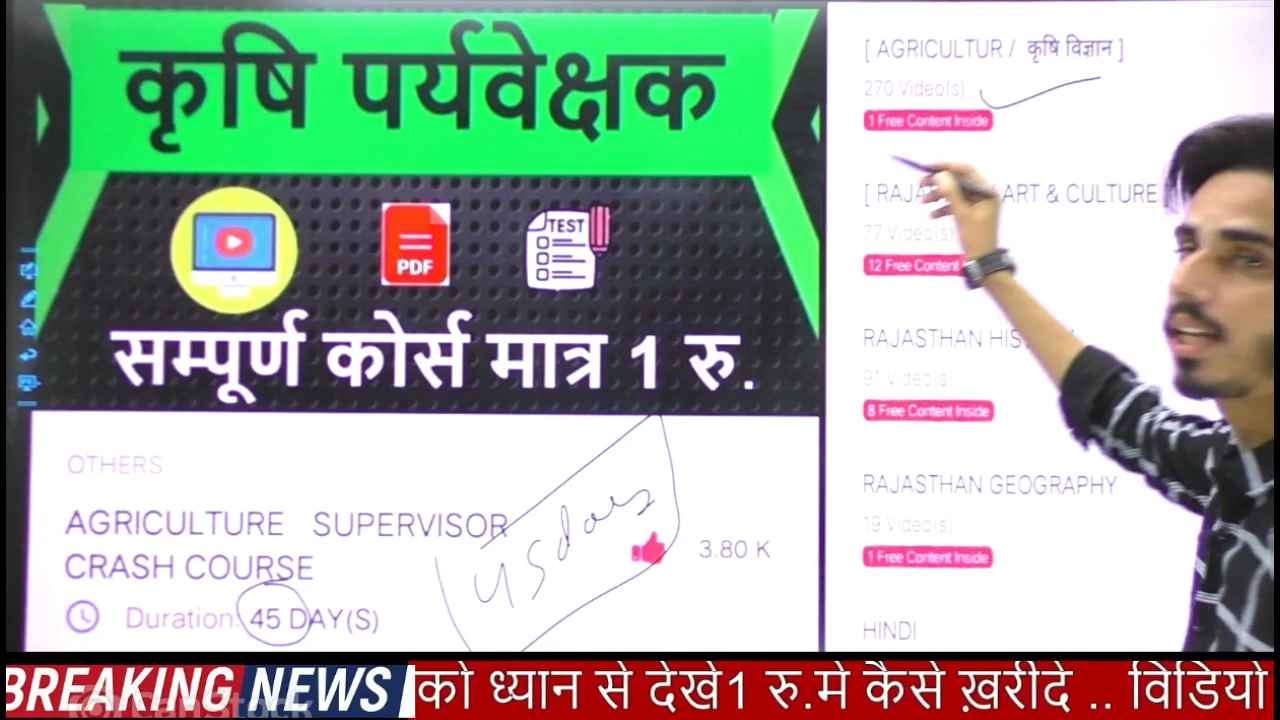 कृषि पर्यवेक्षक
PDF
TEST
सम्पूर्ण कोर्स मात्र 1 रु.
OTHERS
AGRICULTURE SUPERVISOR
CRASH COURSE
3.80 K
Duration: 45 DAY(S)
45 days
[ AGRICULTUR / कृषि विज्ञान ]
270 Video(s)
1 Free Content Inside
ART & CULTURE
77 Video(s)
12 Free Content
RAJASTHAN
91 Video(s)
8 Free Content Inside
RAJASTHAN GEOGRAPHY
19 Video(s)
1 Free Content Inside
HINDI
BREAKING NEWS
को ध्यान से देखे1 रु.मे कैसे ख़रीदे .. विडियो
CanStock